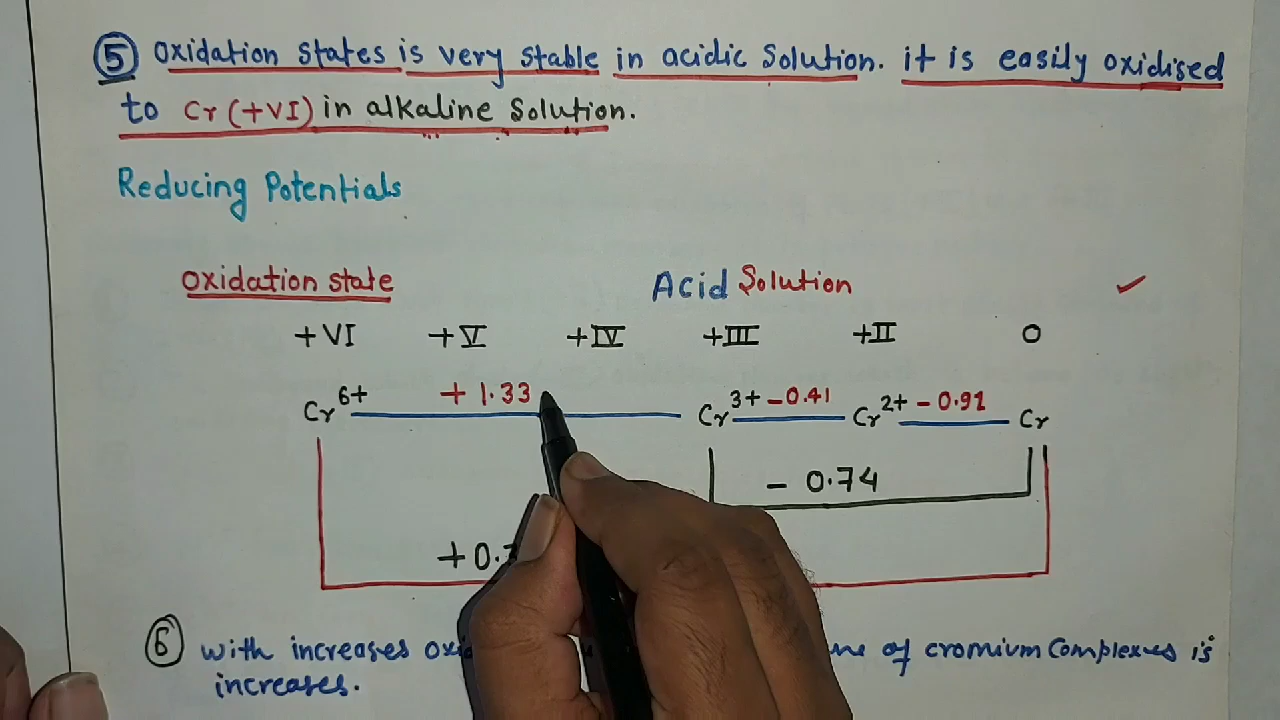 5 Oxidation States is very stable in acidic Solution. it is easily oxidised
to Cr (+VI) in alkaline Solution.
Reducing Potentials
Oxidation state Acid Solution
+VI +V +IV +III +II 0
Cr6+ +1.33 Cr3+ -0.41 Cr2+ -0.91 Cr
- 0.74
+0.
6 with increases of cromium Complexes is
increases.